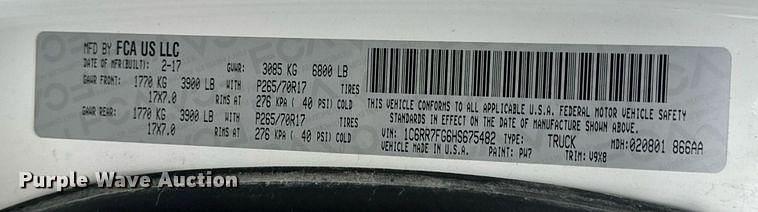 MFD BY FCA US LLC
DATE OF MFR(BUILT): 2-17 GVWR: 3085 KG 6800 LB
GAWR FRONT: 1770 KG 3900 LB WITH P265/70R17 TIRES
17X7.0 RIMS AT 276 KPA ( 40 PSI) COLD
GAWR REAR: 1770 KG 3900 LB WITH P265/70R17 TIRES
17X7.0 RIMS AT 276 KPA ( 40 PSI) COLD
THIS VEHICLE CONFORMS TO ALL APPLICABLE U.S.A. FEDERAL MOTOR VEHICLE SAFETY
STANDARDS IN EFFECT ON THE DATE OF MANUFACTURE SHOWN ABOVE.
VIN: 1C6RR7FG6HS675482 TYPE: TRUCK MDH: 020801 866AA
VEHICLE MADE IN U.S.A. PAINT: PW7 TRIM: V9X8
Purple Wave Auction